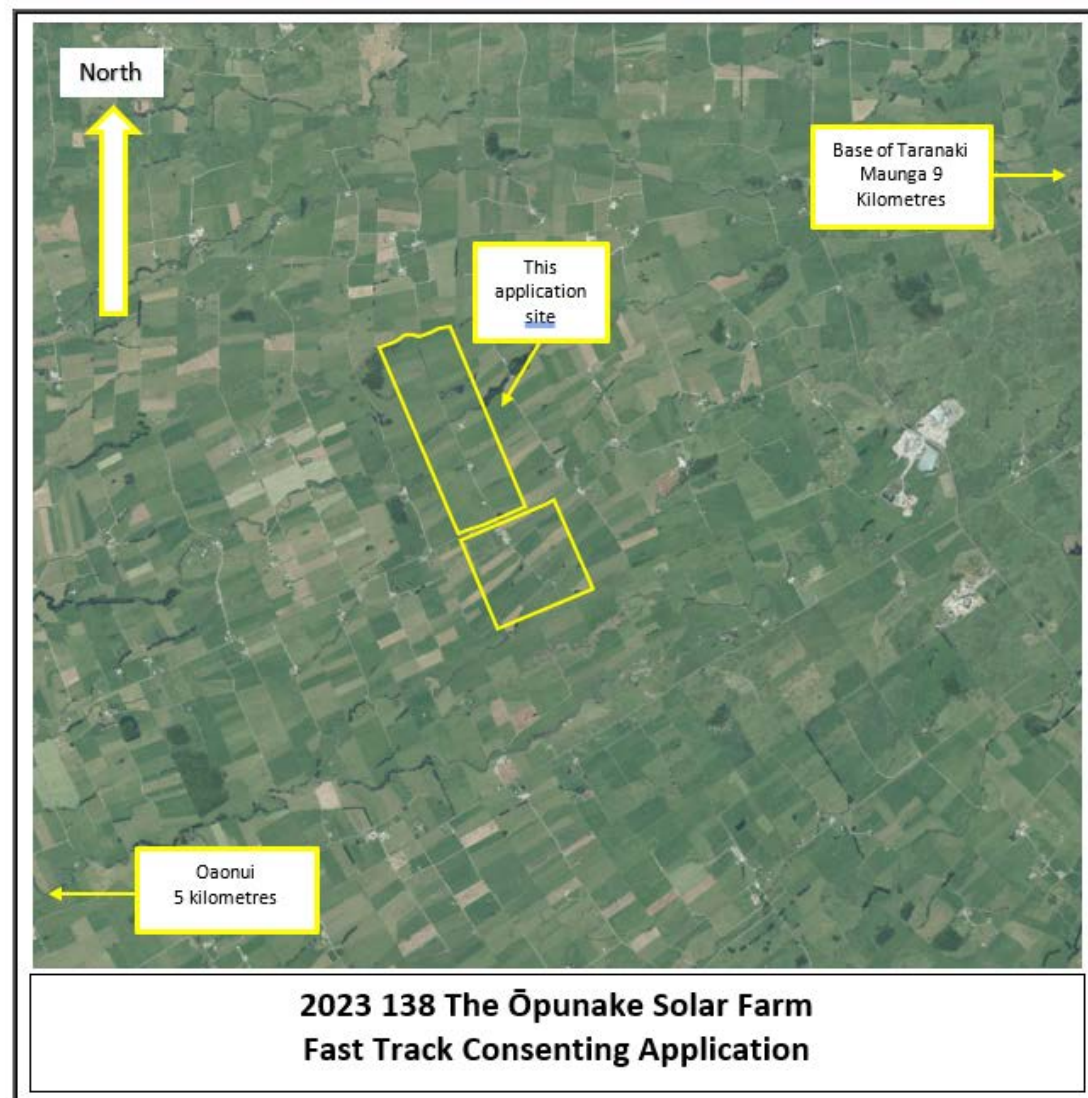 North
Base of Taranaki
Maunga 9
Kilometres
This
application
site
Oaonui
5 kilometres
2023 138 The Ōpunake Solar Farm
Fast Track Consenting Application